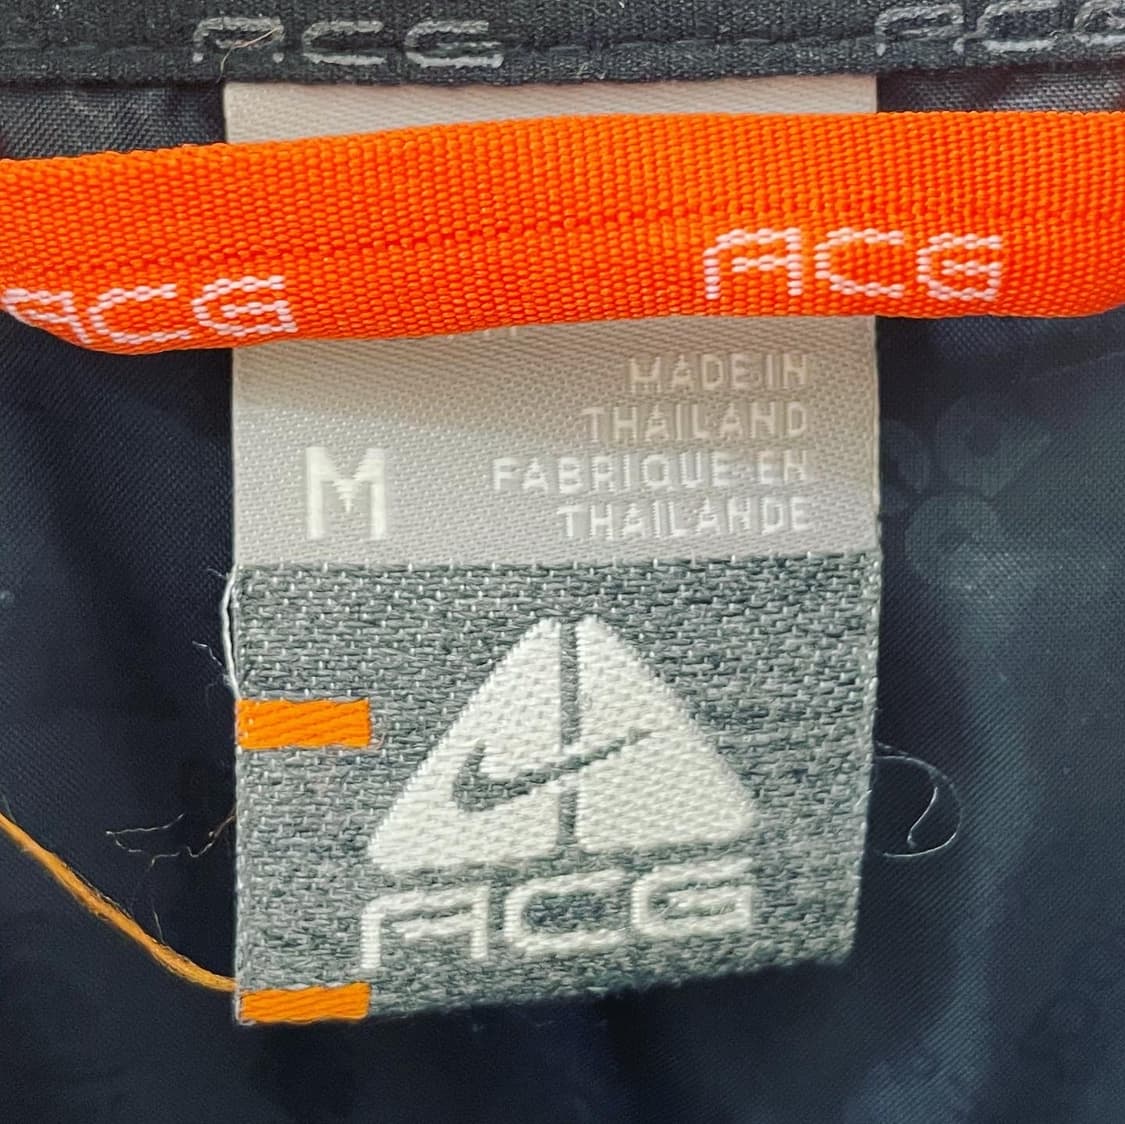 ACG ACG
ACG ACG
MADE IN
THAILAND
M
FABRIQUE EN
THAILANDE
ACG